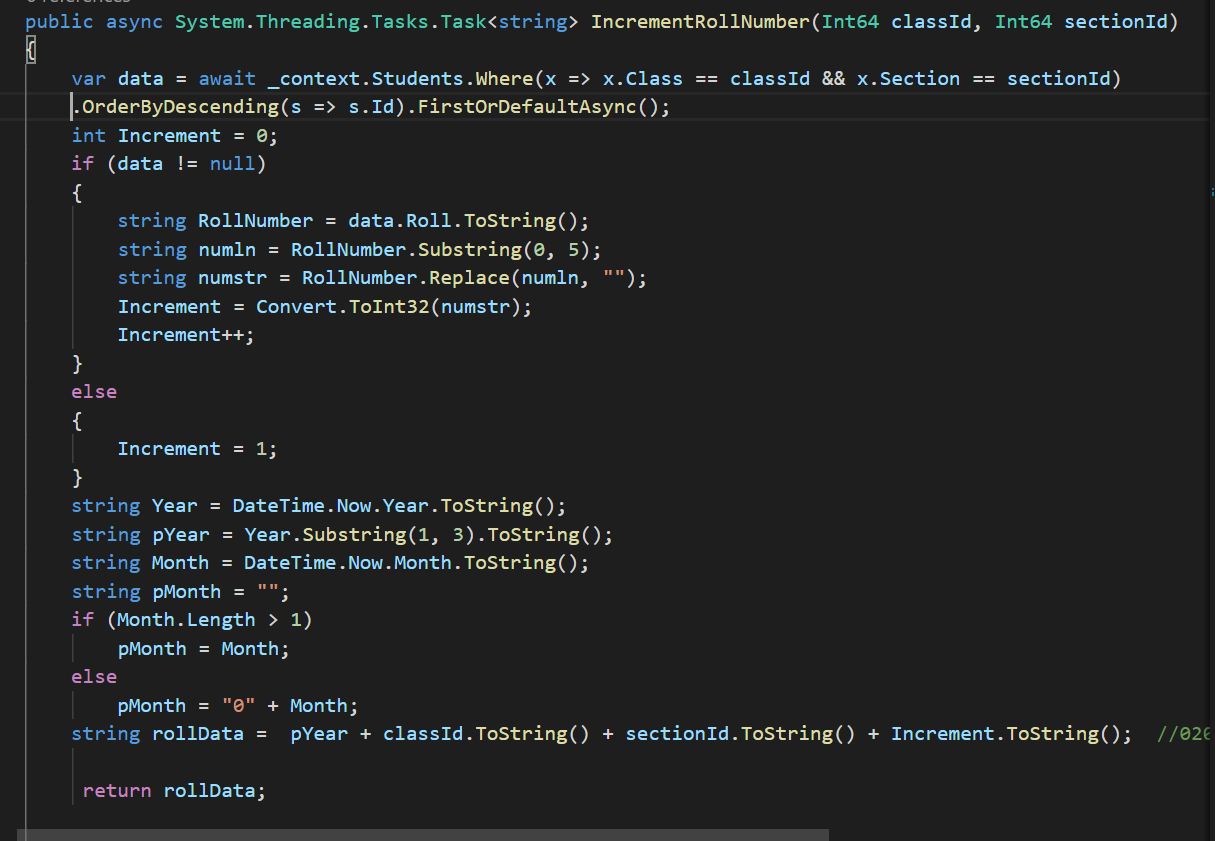 public async System.Threading.Tasks.Task<string> IncrementRollNumber(Int64 classId, Int64 sectionId)
{
var data = await _context.Students.Where(x => x.Class == classId && x.Section == sectionId)
.OrderByDescending(s => s.Id).FirstOrDefaultAsync();
int Increment = 0;
if (data != null)
{
string RollNumber = data.Roll.ToString();
string numln = RollNumber.Substring(0, 5);
string numstr = RollNumber.Replace(numln, "");
Increment = Convert.ToInt32(numstr);
Increment++;
}
else
{
Increment = 1;
}
string Year = DateTime.Now.Year.ToString();
string pYear = Year.Substring(1, 3).ToString();
string Month = DateTime.Now.Month.ToString();
string pMonth = "";
if (Month.Length > 1)
pMonth = Month;
else
pMonth = "0" + Month;
string rollData =  pYear + classId.ToString() + sectionId.ToString() + Increment.ToString();  //02
return rollData;